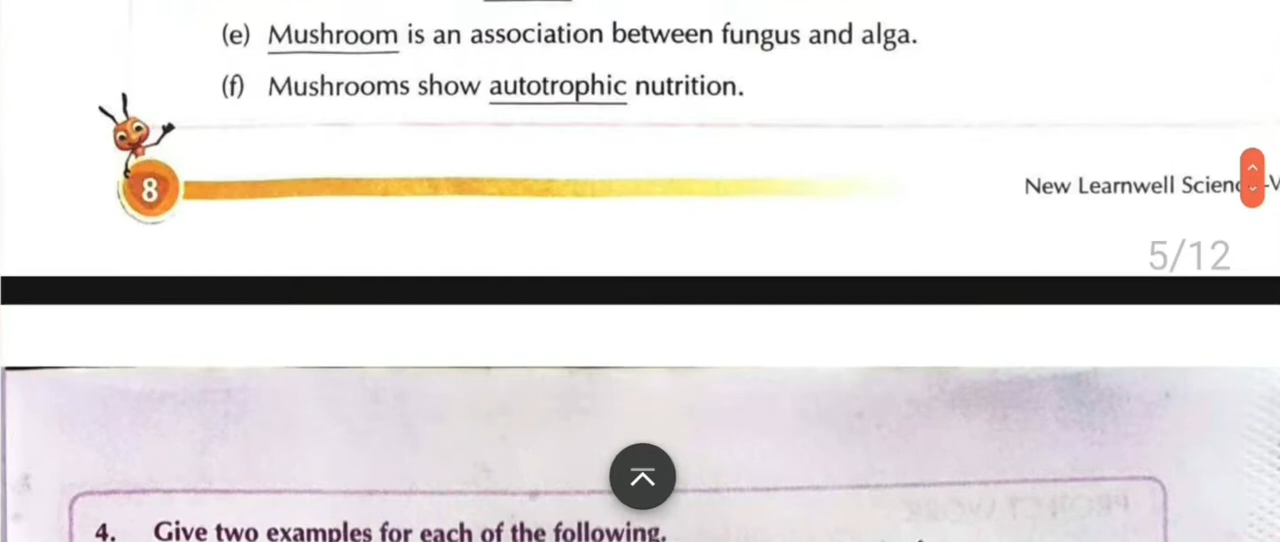 (e) Mushroom is an association between fungus and alga.
(f) Mushrooms show autotrophic nutrition.
8
New Learnwell Scienc
5/12
4. Give two examples for each of the following.